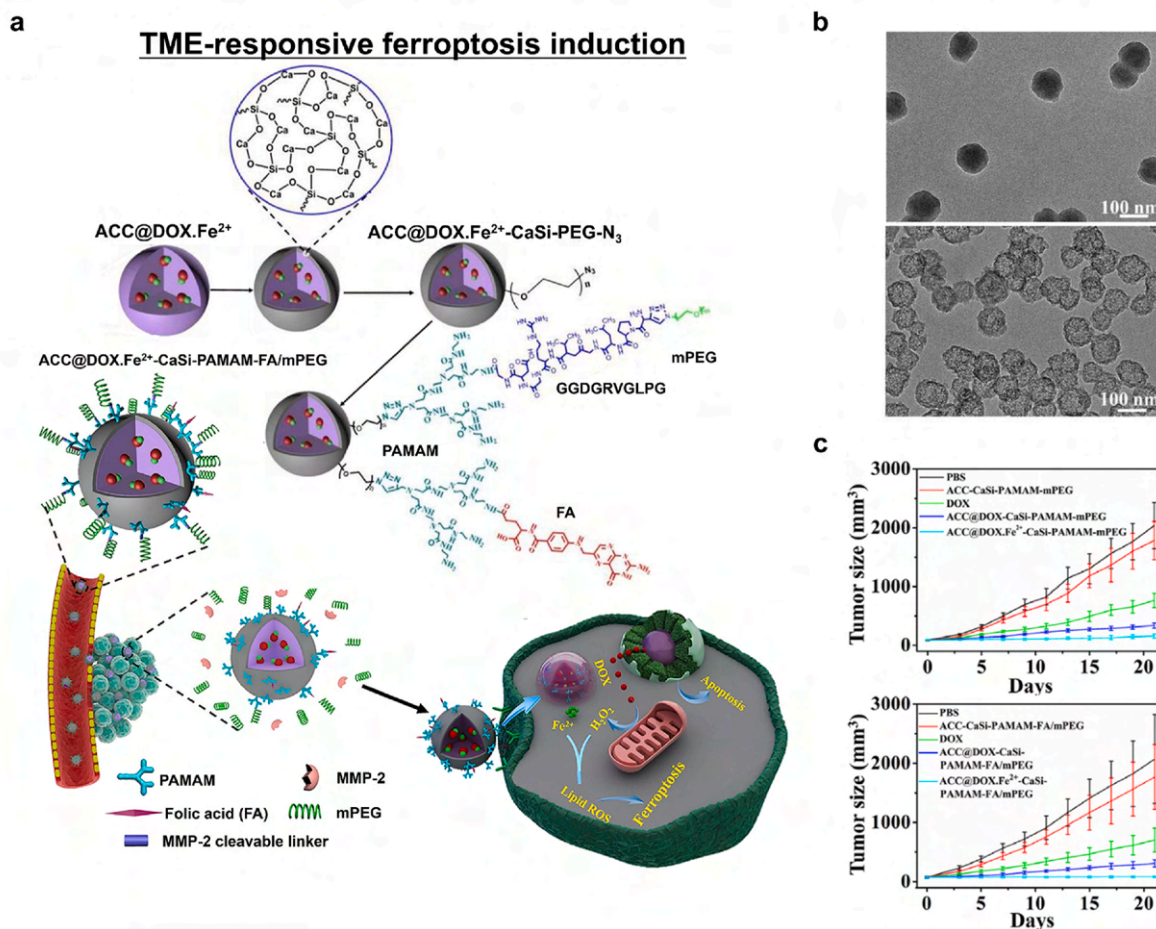 a
TME-responsive ferroptosis induction
ACC@DOX.Fe²⁺
ACC@DOX.Fe²⁺-CaSi-PEG-N₃
N₃
n
ACC@DOX.Fe²⁺-CaSi-PAMAM-FA/mPEG
mPEG
GGDGRVGLPG
PAMAM
FA
DOX
Fe²⁺
H₂O₂
Apoptosis
Lipid ROS
Ferroptosis
PAMAM
MMP-2
Folic acid (FA)
mPEG
MMP-2 cleavable linker
b
100 nm
100 nm
c
Tumor size (mm³)
3000
2000
1000
0
PBS
ACC-CaSi-PAMAM-mPEG
DOX
ACC@DOX-CaSi-PAMAM-mPEG
ACC@DOX.Fe²⁺-CaSi-PAMAM-mPEG
0 5 10 15 20
Days
Tumor size (mm³)
3000
2000
1000
0
PBS
ACC-CaSi-PAMAM-FA/mPEG
DOX
ACC@DOX-CaSi-
PAMAM-FA/mPEG
ACC@DOX.Fe²⁺-CaSi-
PAMAM-FA/mPEG
0 5 10 15 20
Days